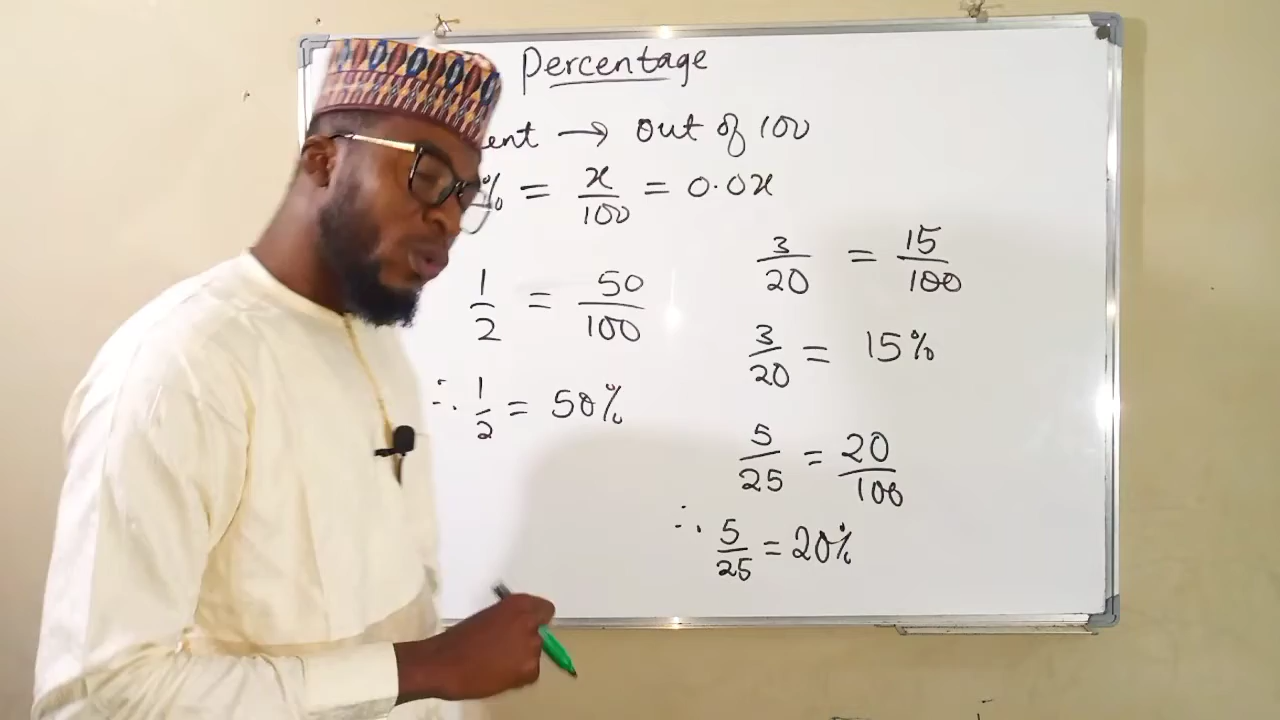 Percentage
ent → out of 100
% = x/100 = 0.0x
1/2 = 50/100
∴ 1/2 = 50%
3/20 = 15/100
3/20 = 15%
5/25 = 20/100
∴ 5/25 = 20%